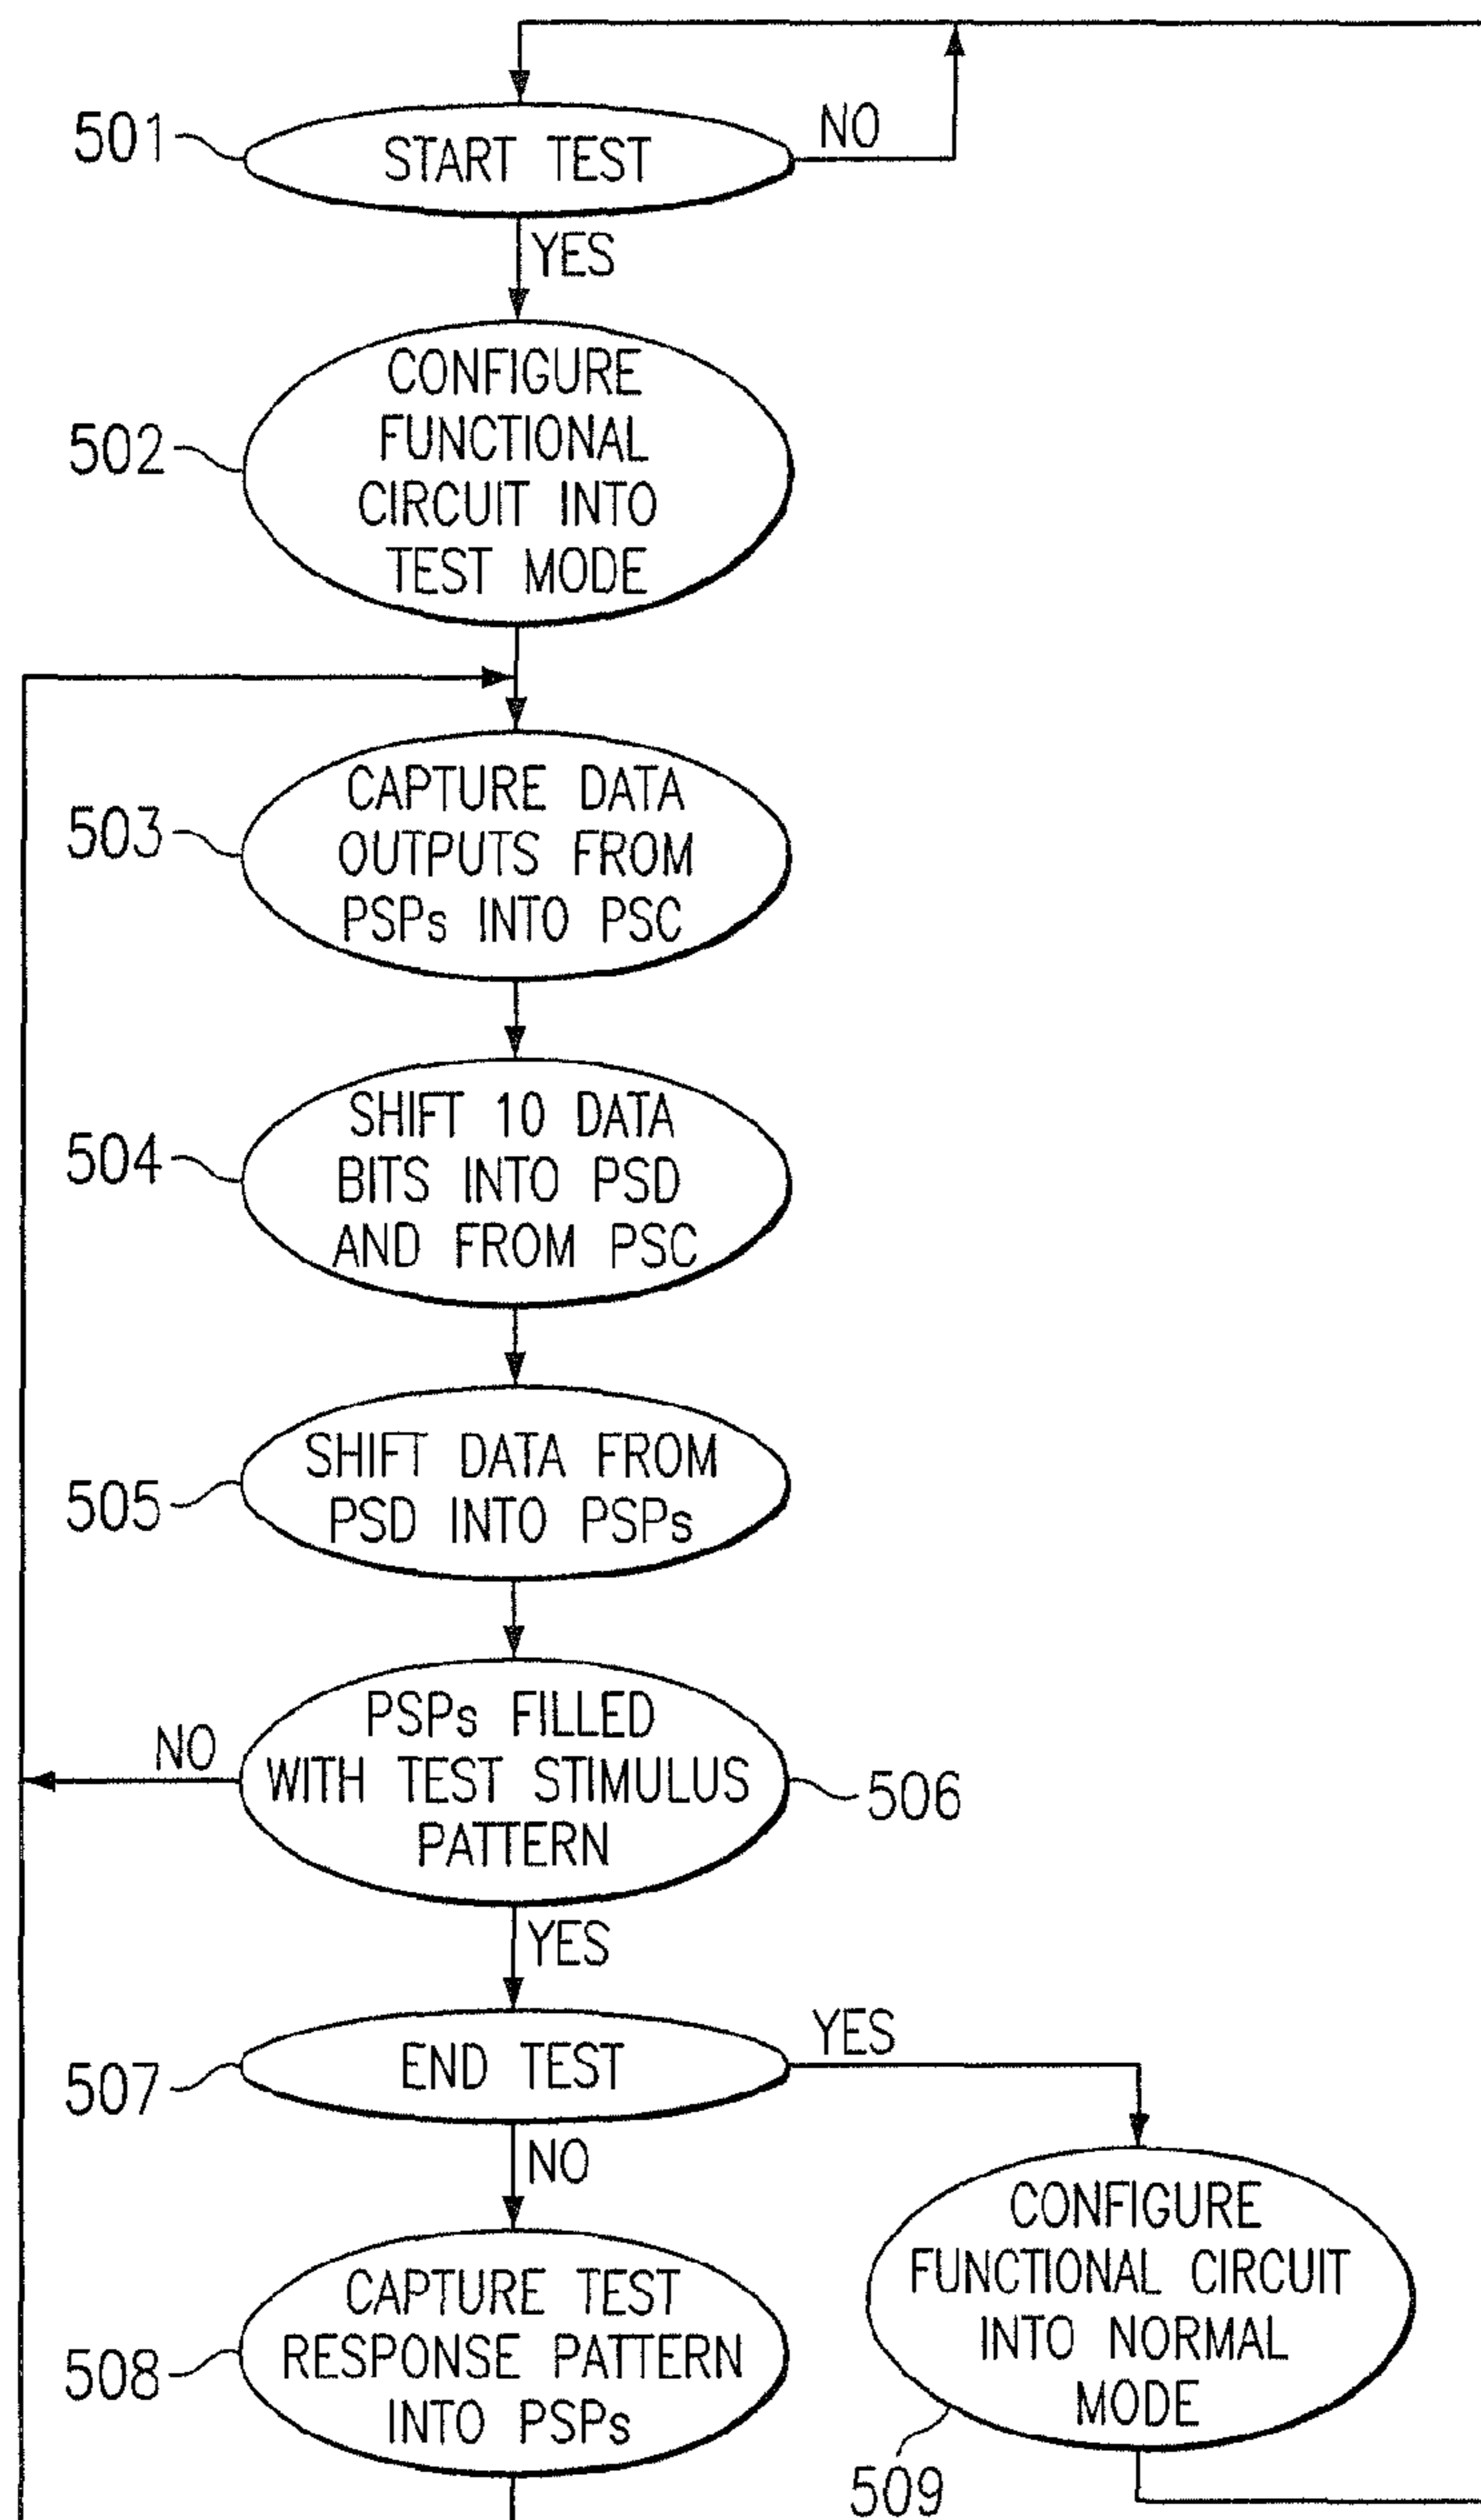 501
START TEST
NO
YES
502
CONFIGURE
FUNCTIONAL
CIRCUIT INTO
TEST MODE
503
CAPTURE DATA
OUTPUTS FROM
PSPs INTO PSC
504
SHIFT 10 DATA
BITS INTO PSD
AND FROM PSC
505
SHIFT DATA FROM
PSD INTO PSPs
NO
PSPs FILLED
WITH TEST STIMULUS
PATTERN
506
YES
507
END TEST
YES
NO
508
CAPTURE TEST
RESPONSE PATTERN
INTO PSPs
CONFIGURE
FUNCTIONAL CIRCUIT
INTO NORMAL
MODE
509